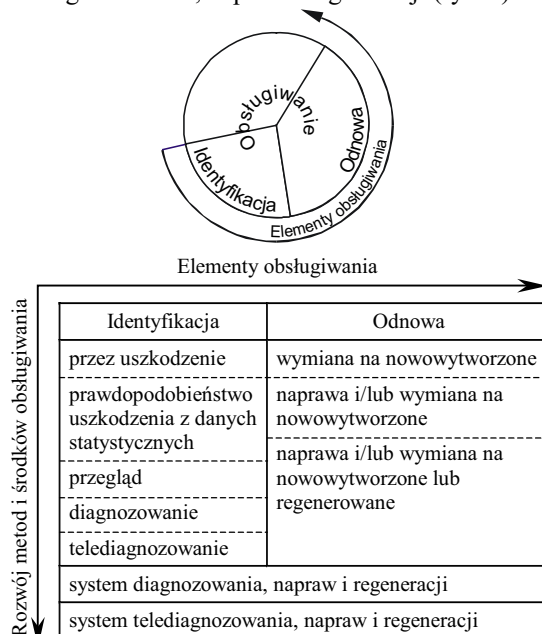 Obsługiwanie
Identyfikacja
Odnowa
Elementy obsługiwania
Elementy obsługiwania
Rozwój metod i środków obsługiwania
Identyfikacja
Odnowa
przez uszkodzenie
wymiana na nowowytworzone
prawdopodobieństwo
uszkodzenia z danych
statystycznych
naprawa i/lub wymiana na
nowowytworzone
przegląd
diagnozowanie
telediagnozowanie
naprawa i/lub wymiana na
nowowytworzone lub
regenerowane
system diagnozowania, napraw i regeneracji
system telediagnozowania, napraw i regeneracji